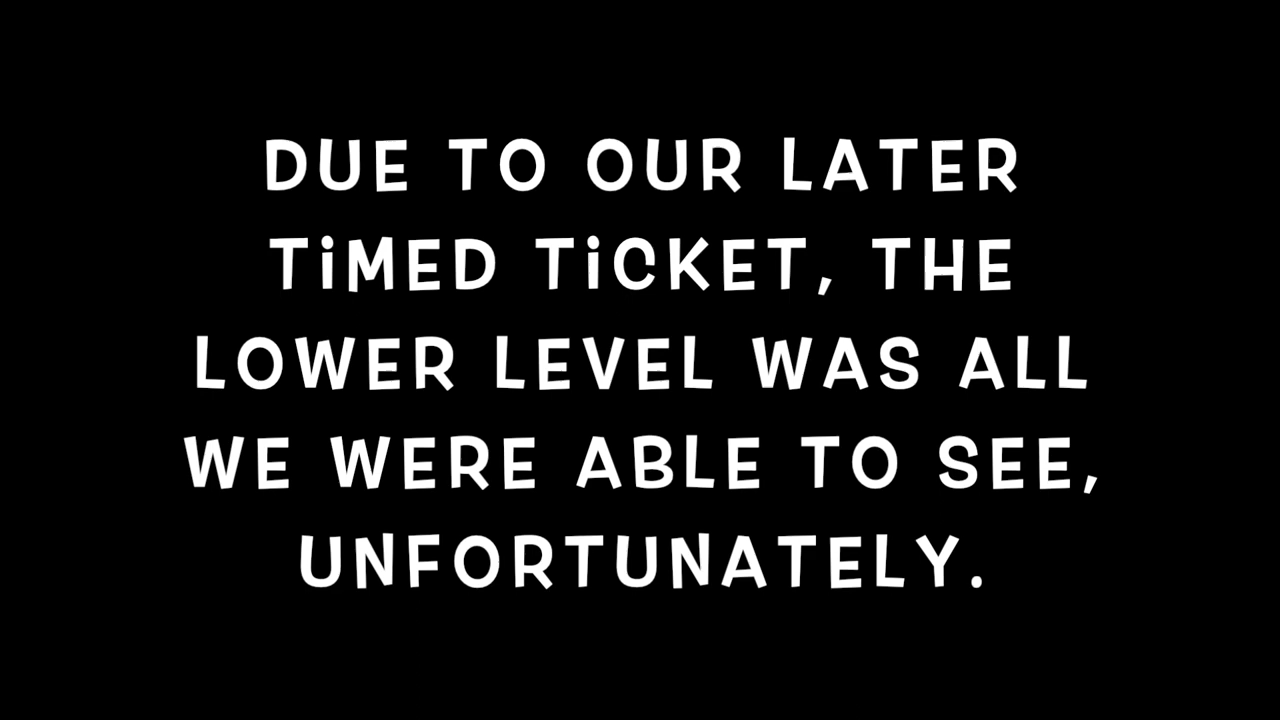 DUE TO OUR LATER
TiMED TiCKET, THE
LOWER LEVEL WAS ALL
WE WERE ABLE TO SEE,
UNFORTUNATELY.